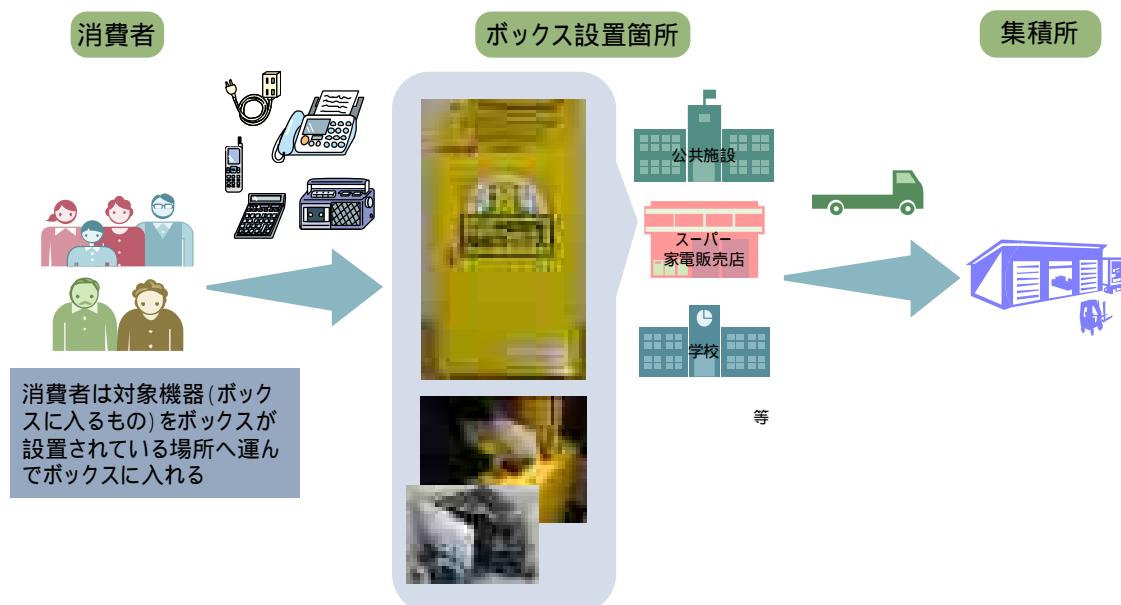 消費者
ボックス設置箇所
集積所
公共施設
スーパー
家電販売店
学校
等
消費者は対象機器(ボック
スに入るもの)をボックスが
設置されている場所へ運ん
でボックスに入れる